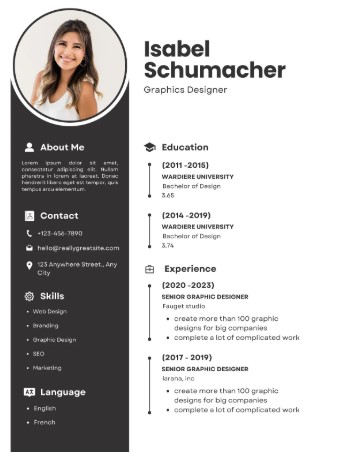 Isabel
Schumacher
Graphics Designer
About Me
Lorem ipsum dolor sit amet,
consectetur adipiscing elit. Nullam
pharetra in lorem at laoreet. Donec
hendrerit libero eget est tempor, quis
tempus arcu elementum.
Contact
+123-456-7890
hello@reallygreatsite.com
123 Anywhere Street., Any
City
Skills
Web Design
Branding
Graphic Design
SEO
Marketing
Language
English
French
Education
(2011 -2015)
WARDIERE UNIVERSITY
Bachelor of Design
3.65
(2014 -2019)
WARDIERE UNIVERSITY
Bachelor of Design
3.74
Experience
(2020 -2023)
SENIOR GRAPHIC DESIGNER
Fauget studio
create more than 100 graphic
designs for big companies
complete a lot of complicated work
(2017 - 2019)
SENIOR GRAPHIC DESIGNER
larana, inc
create more than 100 graphic
designs for big companies
complete a lot of complicated work